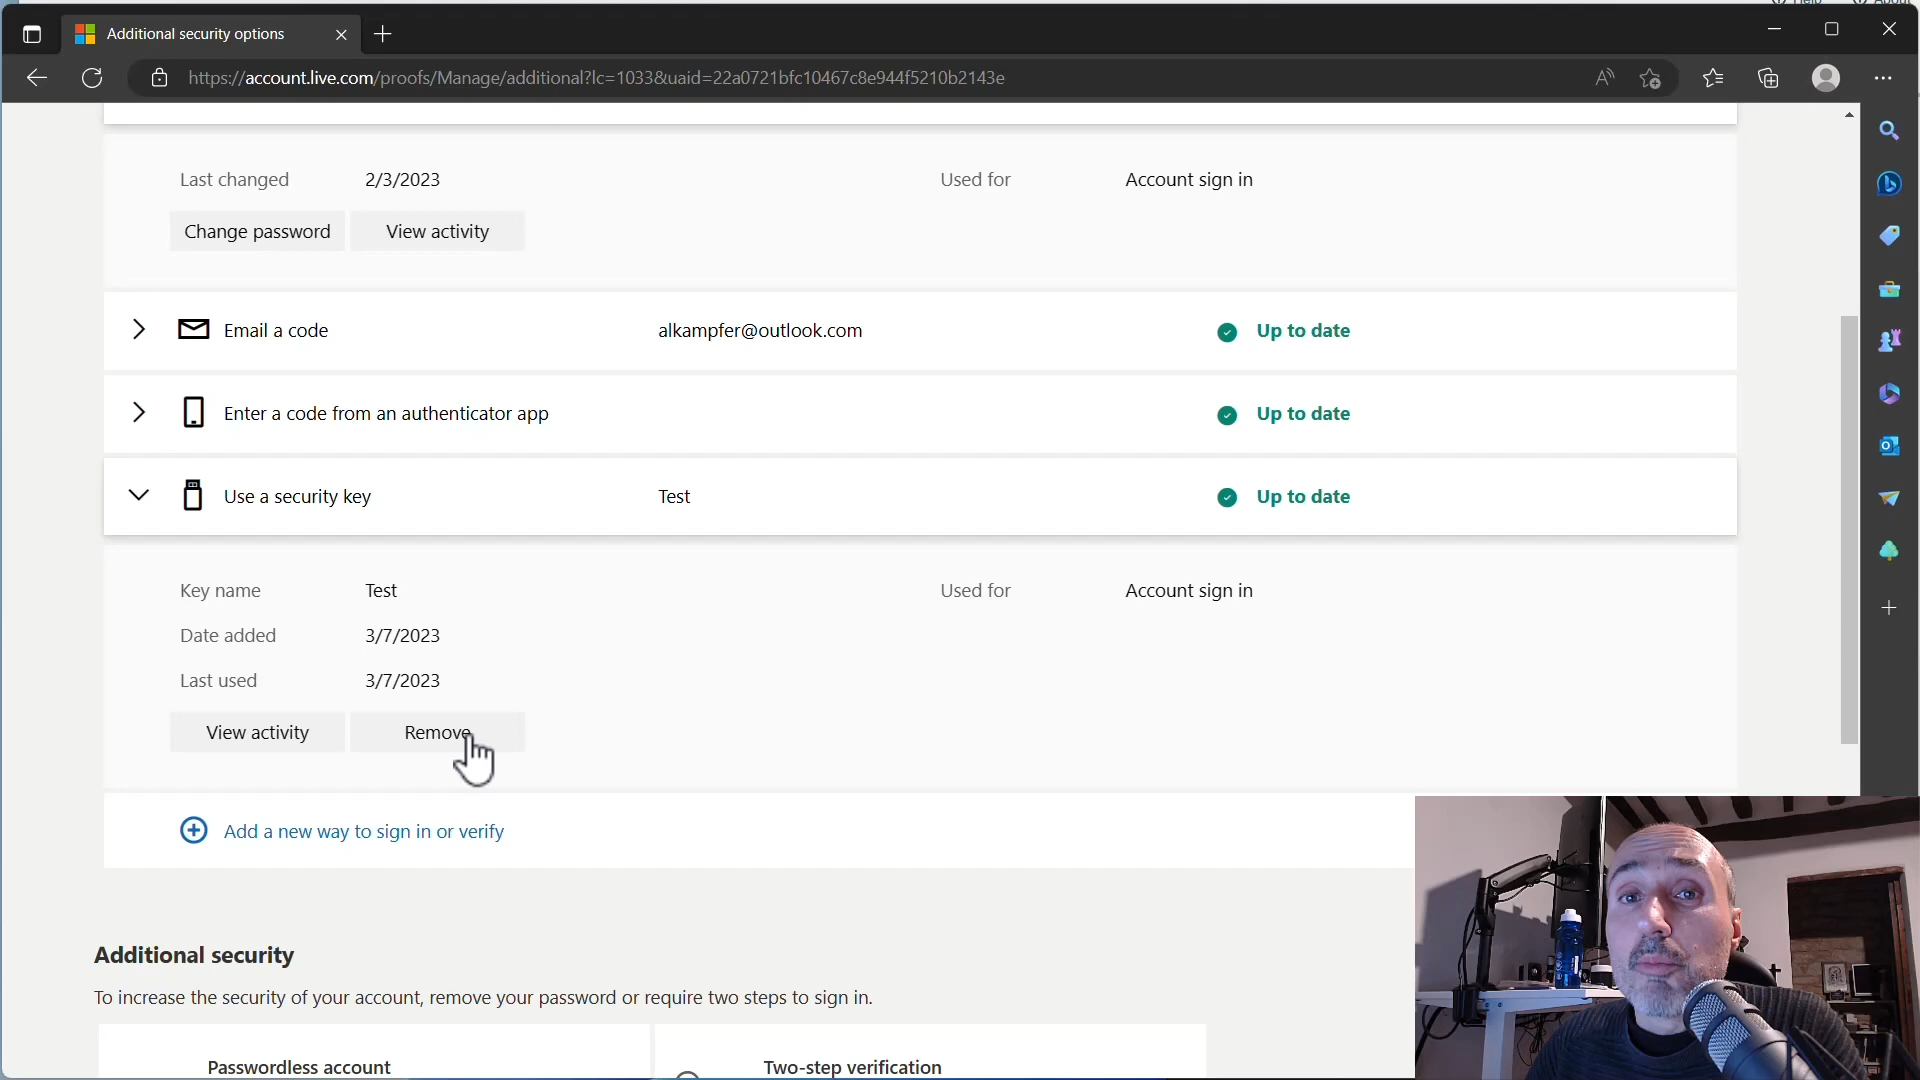 Additional security options
https://account.live.com/proofs/Manage/additional?lc=1033&uaid=22a0721bfc10467c8e944f5210b2143e
Last changed 2/3/2023 Used for Account sign in
Change password View activity
Email a code alkampfer@outlook.com Up to date
Enter a code from an authenticator app Up to date
Use a security key Test Up to date
Key name Test Used for Account sign in
Date added 3/7/2023
Last used 3/7/2023
View activity Remove
Add a new way to sign in or verify
Additional security
To increase the security of your account, remove your password or require two steps to sign in.
Passwordless account Two-step verification